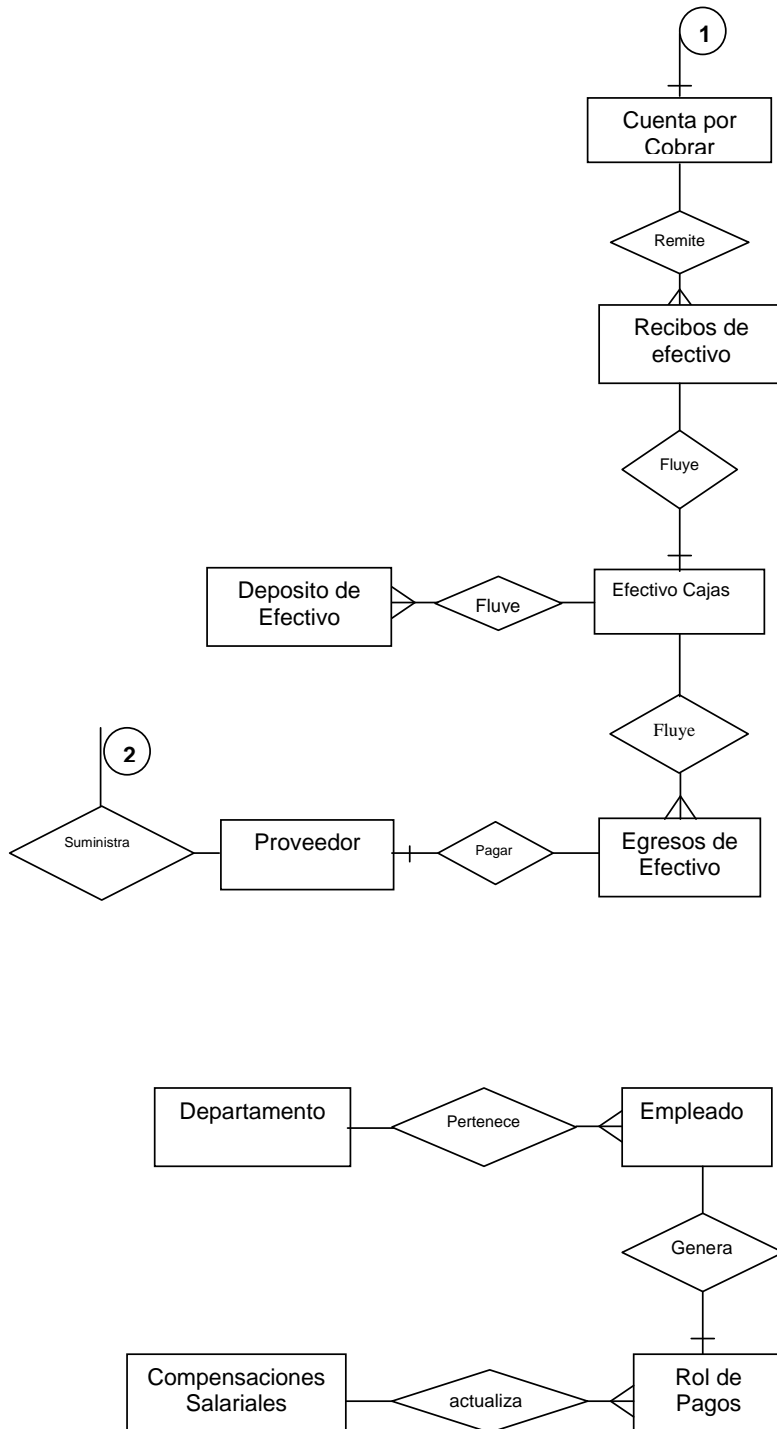 1
Cuenta por
Cobrar
Remite
Recibos de
efectivo
Fluye
Deposito de
Efectivo
Fluye
Efectivo Cajas
Fluye
2
Suministra
Proveedor
Pagar
Egresos de
Efectivo
Departamento
Pertenece
Empleado
Genera
Compensaciones
Salariales
actualiza
Rol de
Pagos